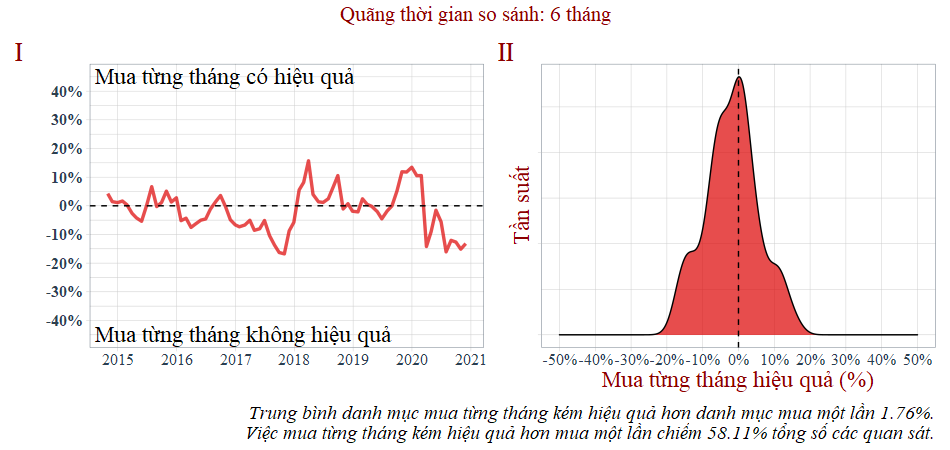 Quãng thời gian so sánh: 6 tháng
I
Mua từng tháng có hiệu quả
40%
30%
20%
10%
0%
-10%
-20%
-30%
-40%
Mua từng tháng không hiệu quả
2015 2016 2017 2018 2019 2020 2021
II
Tần suất
-50% -40% -30% -20% -10% 0% 10% 20% 30% 40% 50%
Mua từng tháng hiệu quả (%)
Trung bình danh mục mua từng tháng kém hiệu quả hơn danh mục mua một lần 1.76%.
Việc mua từng tháng kém hiệu quả hơn mua một lần chiếm 58.11% tổng số các quan sát.